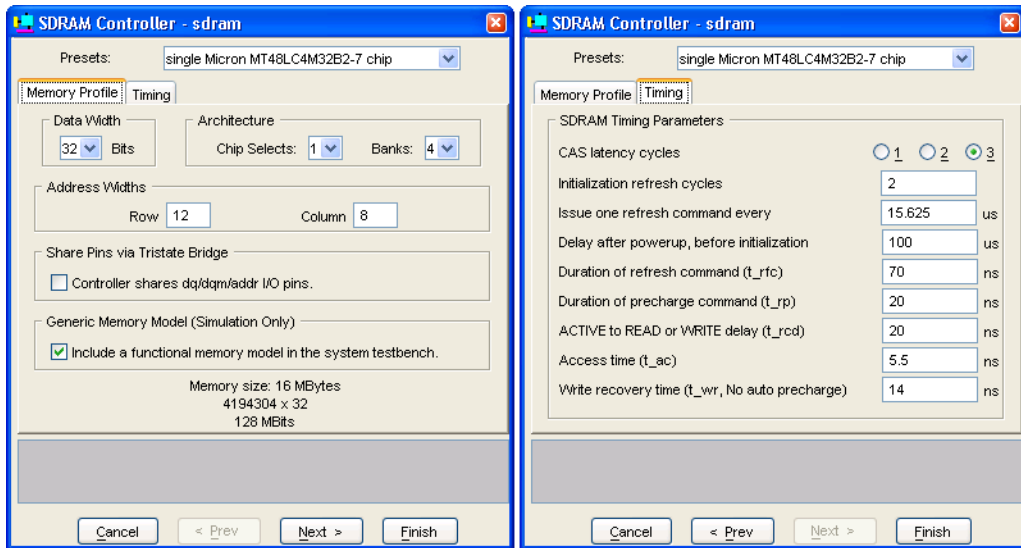 SDRAM Controller - sdram
Presets: single Micron MT48LC4M32B2-7 chip
Memory Profile Timing
Data Width
32 Bits
Architecture
Chip Selects: 1 Banks: 4
Address Widths
Row 12 Column 8
Share Pins via Tristate Bridge
Controller shares dq/dqm/addr I/O pins.
Generic Memory Model (Simulation Only)
Include a functional memory model in the system testbench.
Memory size: 16 MBytes
4194304 x 32
128 MBits
Cancel < Prev Next > Finish
SDRAM Controller - sdram
Presets: single Micron MT48LC4M32B2-7 chip
Memory Profile Timing
SDRAM Timing Parameters
CAS latency cycles 1 2 3
Initialization refresh cycles 2
Issue one refresh command every 15.625 us
Delay after powerup, before initialization 100 us
Duration of refresh command (t_rfc) 70 ns
Duration of precharge command (t_rp) 20 ns
ACTIVE to READ or WRITE delay (t_rcd) 20 ns
Access time (t_ac) 5.5 ns
Write recovery time (t_wr, No auto precharge) 14 ns
Cancel < Prev Next > Finish